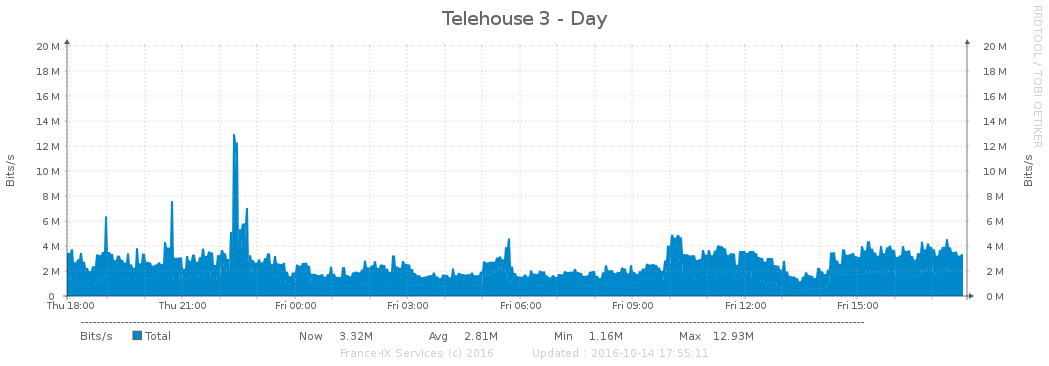 Telehouse 3 - Day
RRDTOOL / TOBI OETIKER
20 M 20 M
18 M 18 M
16 M 16 M
14 M 14 M
12 M 12 M
10 M 10 M
8 M 8 M
6 M 6 M
4 M 4 M
2 M 2 M
0 0 M
Bits/s Bits/s
Thu 18:00 Thu 21:00 Fri 00:00 Fri 03:00 Fri 06:00 Fri 09:00 Fri 12:00 Fri 15:00
Bits/s Total Now 3.32M Avg 2.81M Min 1.16M Max 12.93M
France-IX Services (c) 2016 Updated : 2016-10-14 17:55:11